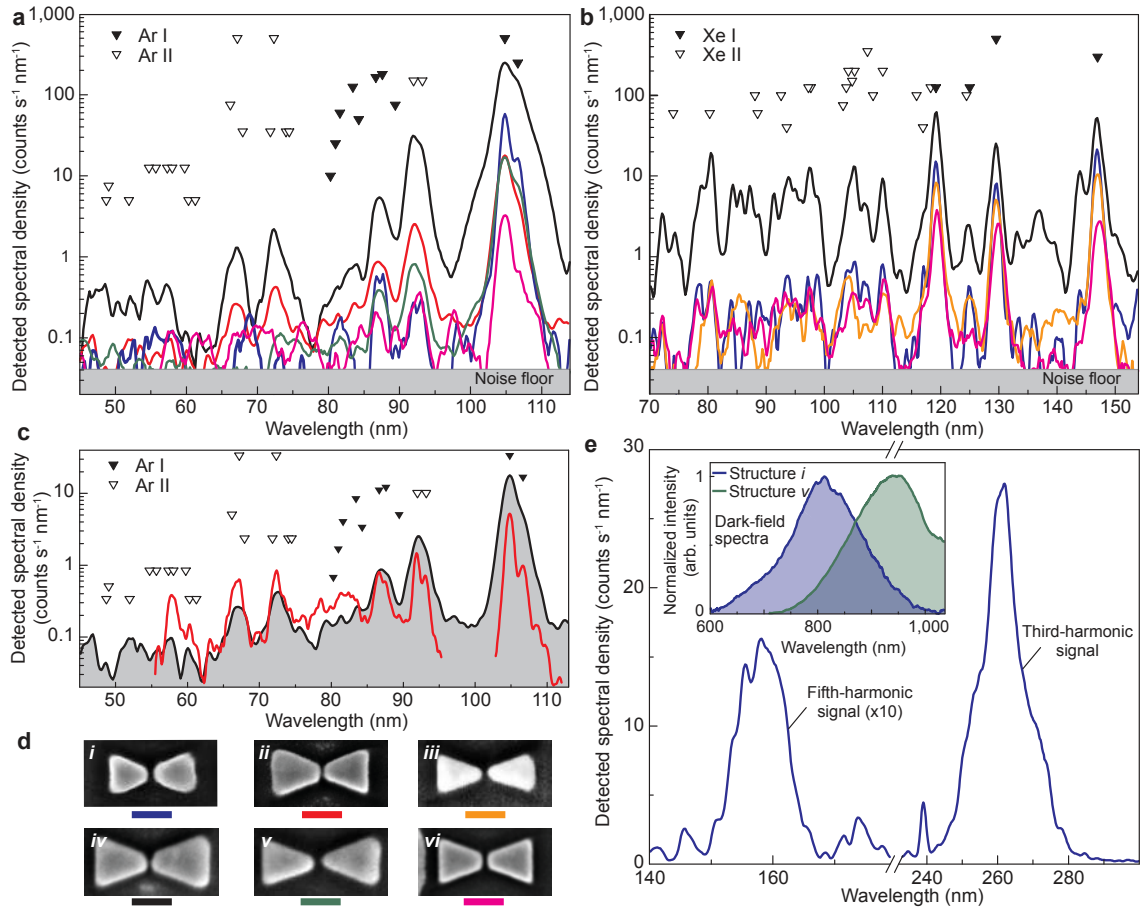 a
1,000
100
10
1
0.1
Detected spectral density (counts s⁻¹ nm⁻¹)
Ar I
Ar II
Noise floor
50 60 70 80 90 100 110
Wavelength (nm)
b
1,000
100
10
1
0.1
Detected spectral density (counts s⁻¹ nm⁻¹)
Xe I
Xe II
Noise floor
70 80 90 100 110 120 130 140 150
Wavelength (nm)
c
10
1
0.1
Detected spectral density
(counts s⁻¹ nm⁻¹)
Ar I
Ar II
50 60 70 80 90 100 110
Wavelength (nm)
d
i
ii
iii
iv
v
vi
e
30
20
10
0
Detected spectral density (counts s⁻¹ nm⁻¹)
Structure i
Structure v
Dark-field
spectra
Normalized intensity
(arb. units)
1
0
600 800 1,000
Wavelength (nm)
Third-harmonic
signal
Fifth-harmonic
signal (x10)
140 160 240 260 280
Wavelength (nm)